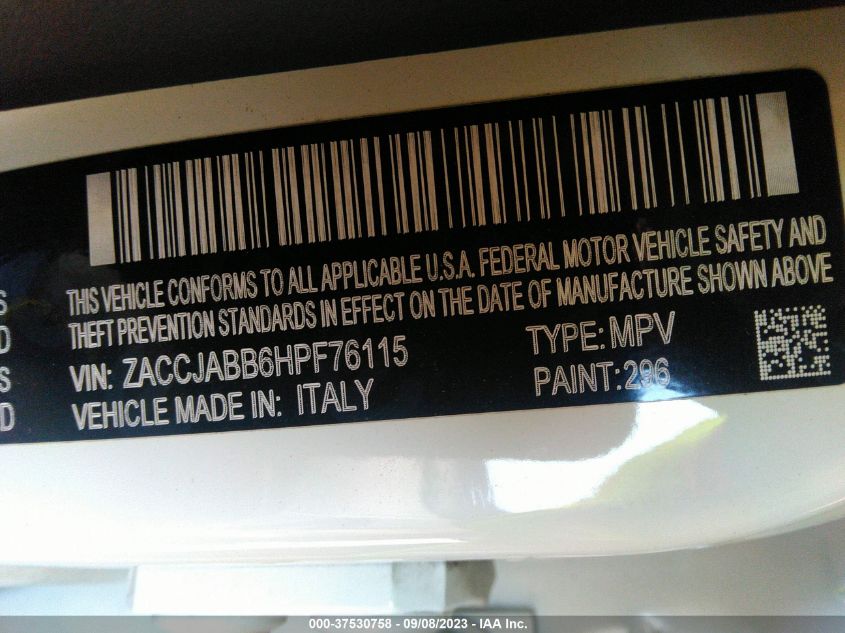 THIS VEHICLE CONFORMS TO ALL APPLICABLE U.S.A. FEDERAL MOTOR VEHICLE SAFETY AND
THEFT PREVENTION STANDARDS IN EFFECT ON THE DATE OF MANUFACTURE SHOWN ABOVE
VIN: ZACCJABB6HPF76115 TYPE: MPV
VEHICLE MADE IN: ITALY PAINT: 296
S
D
S
D
000-37530758 - 09/08/2023 - IAA Inc.